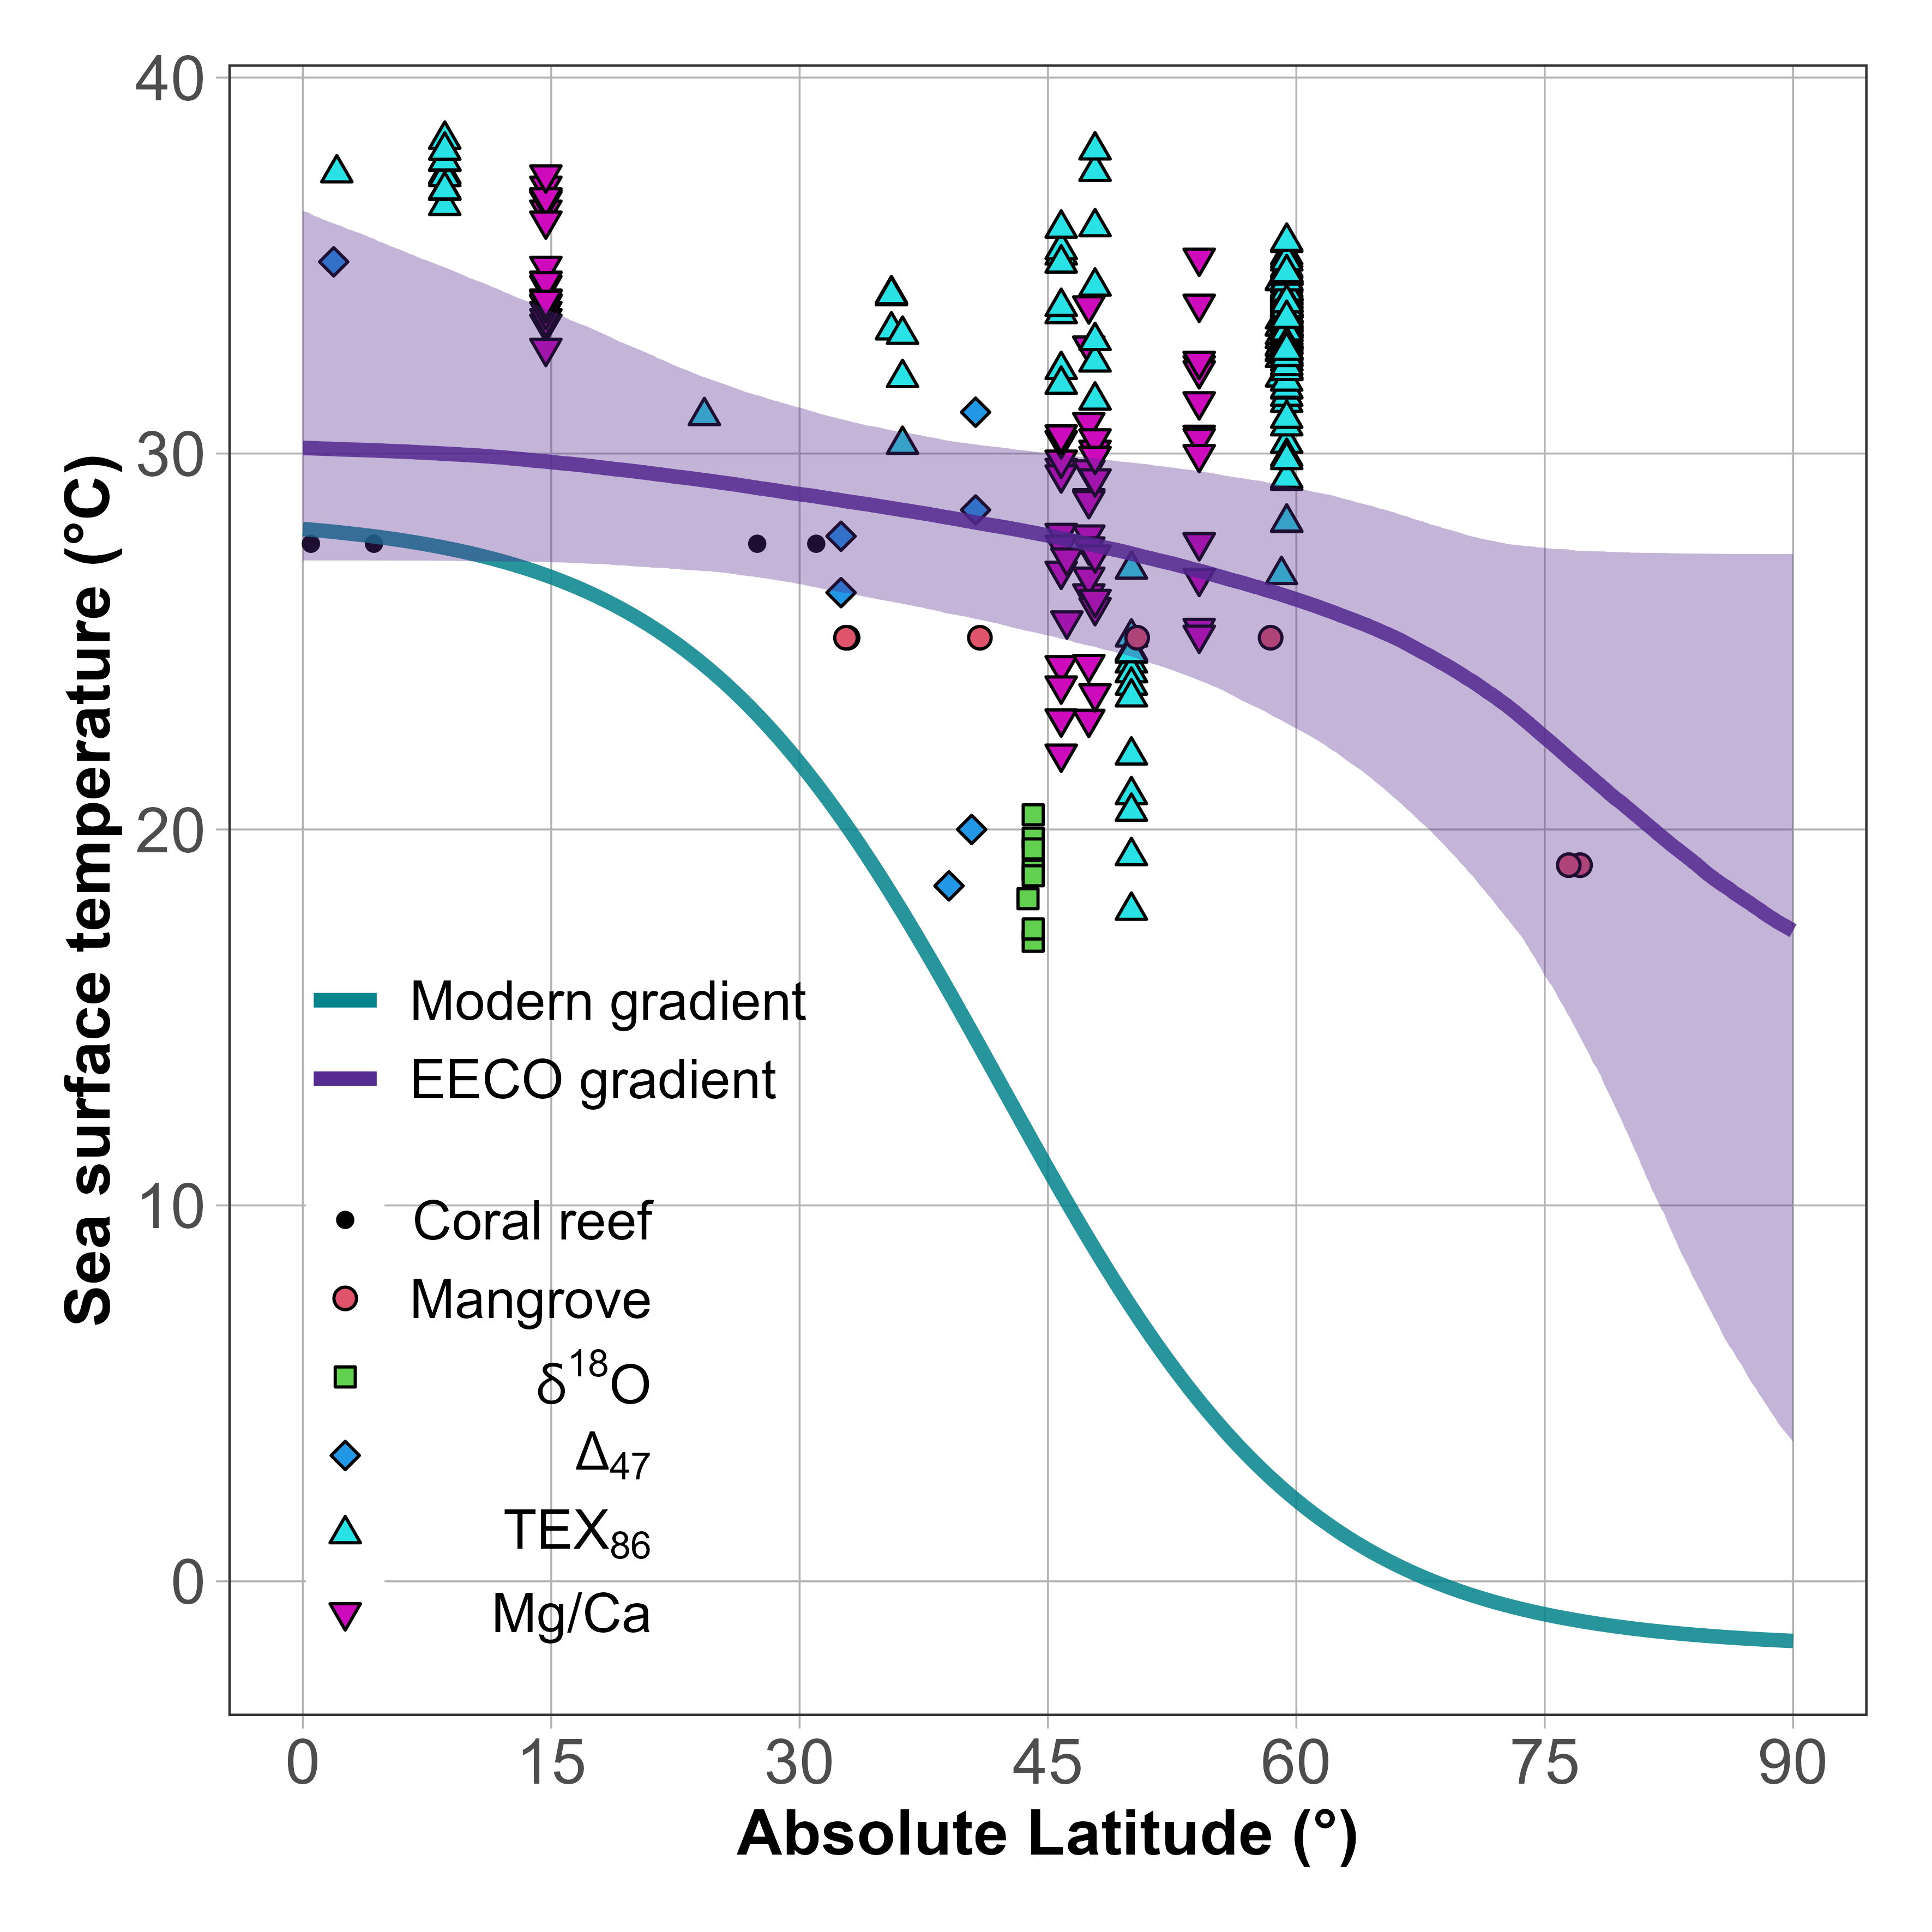 40
30
20
10
0
Sea surface temperature (°C)
Modern gradient
EECO gradient
Coral reef
Mangrove
δ¹⁸O
Δ₄₇
TEX₈₆
Mg/Ca
0 15 30 45 60 75 90
Absolute Latitude (°)